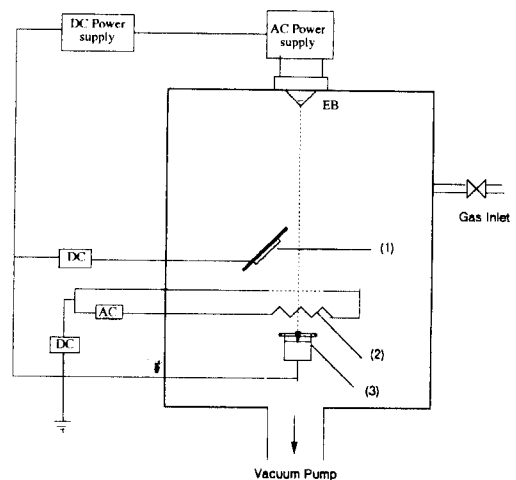 DC Power
supply
AC Power
supply
EB
Gas Inlet
(1)
DC
AC
(2)
DC
(3)
Vacuum Pump